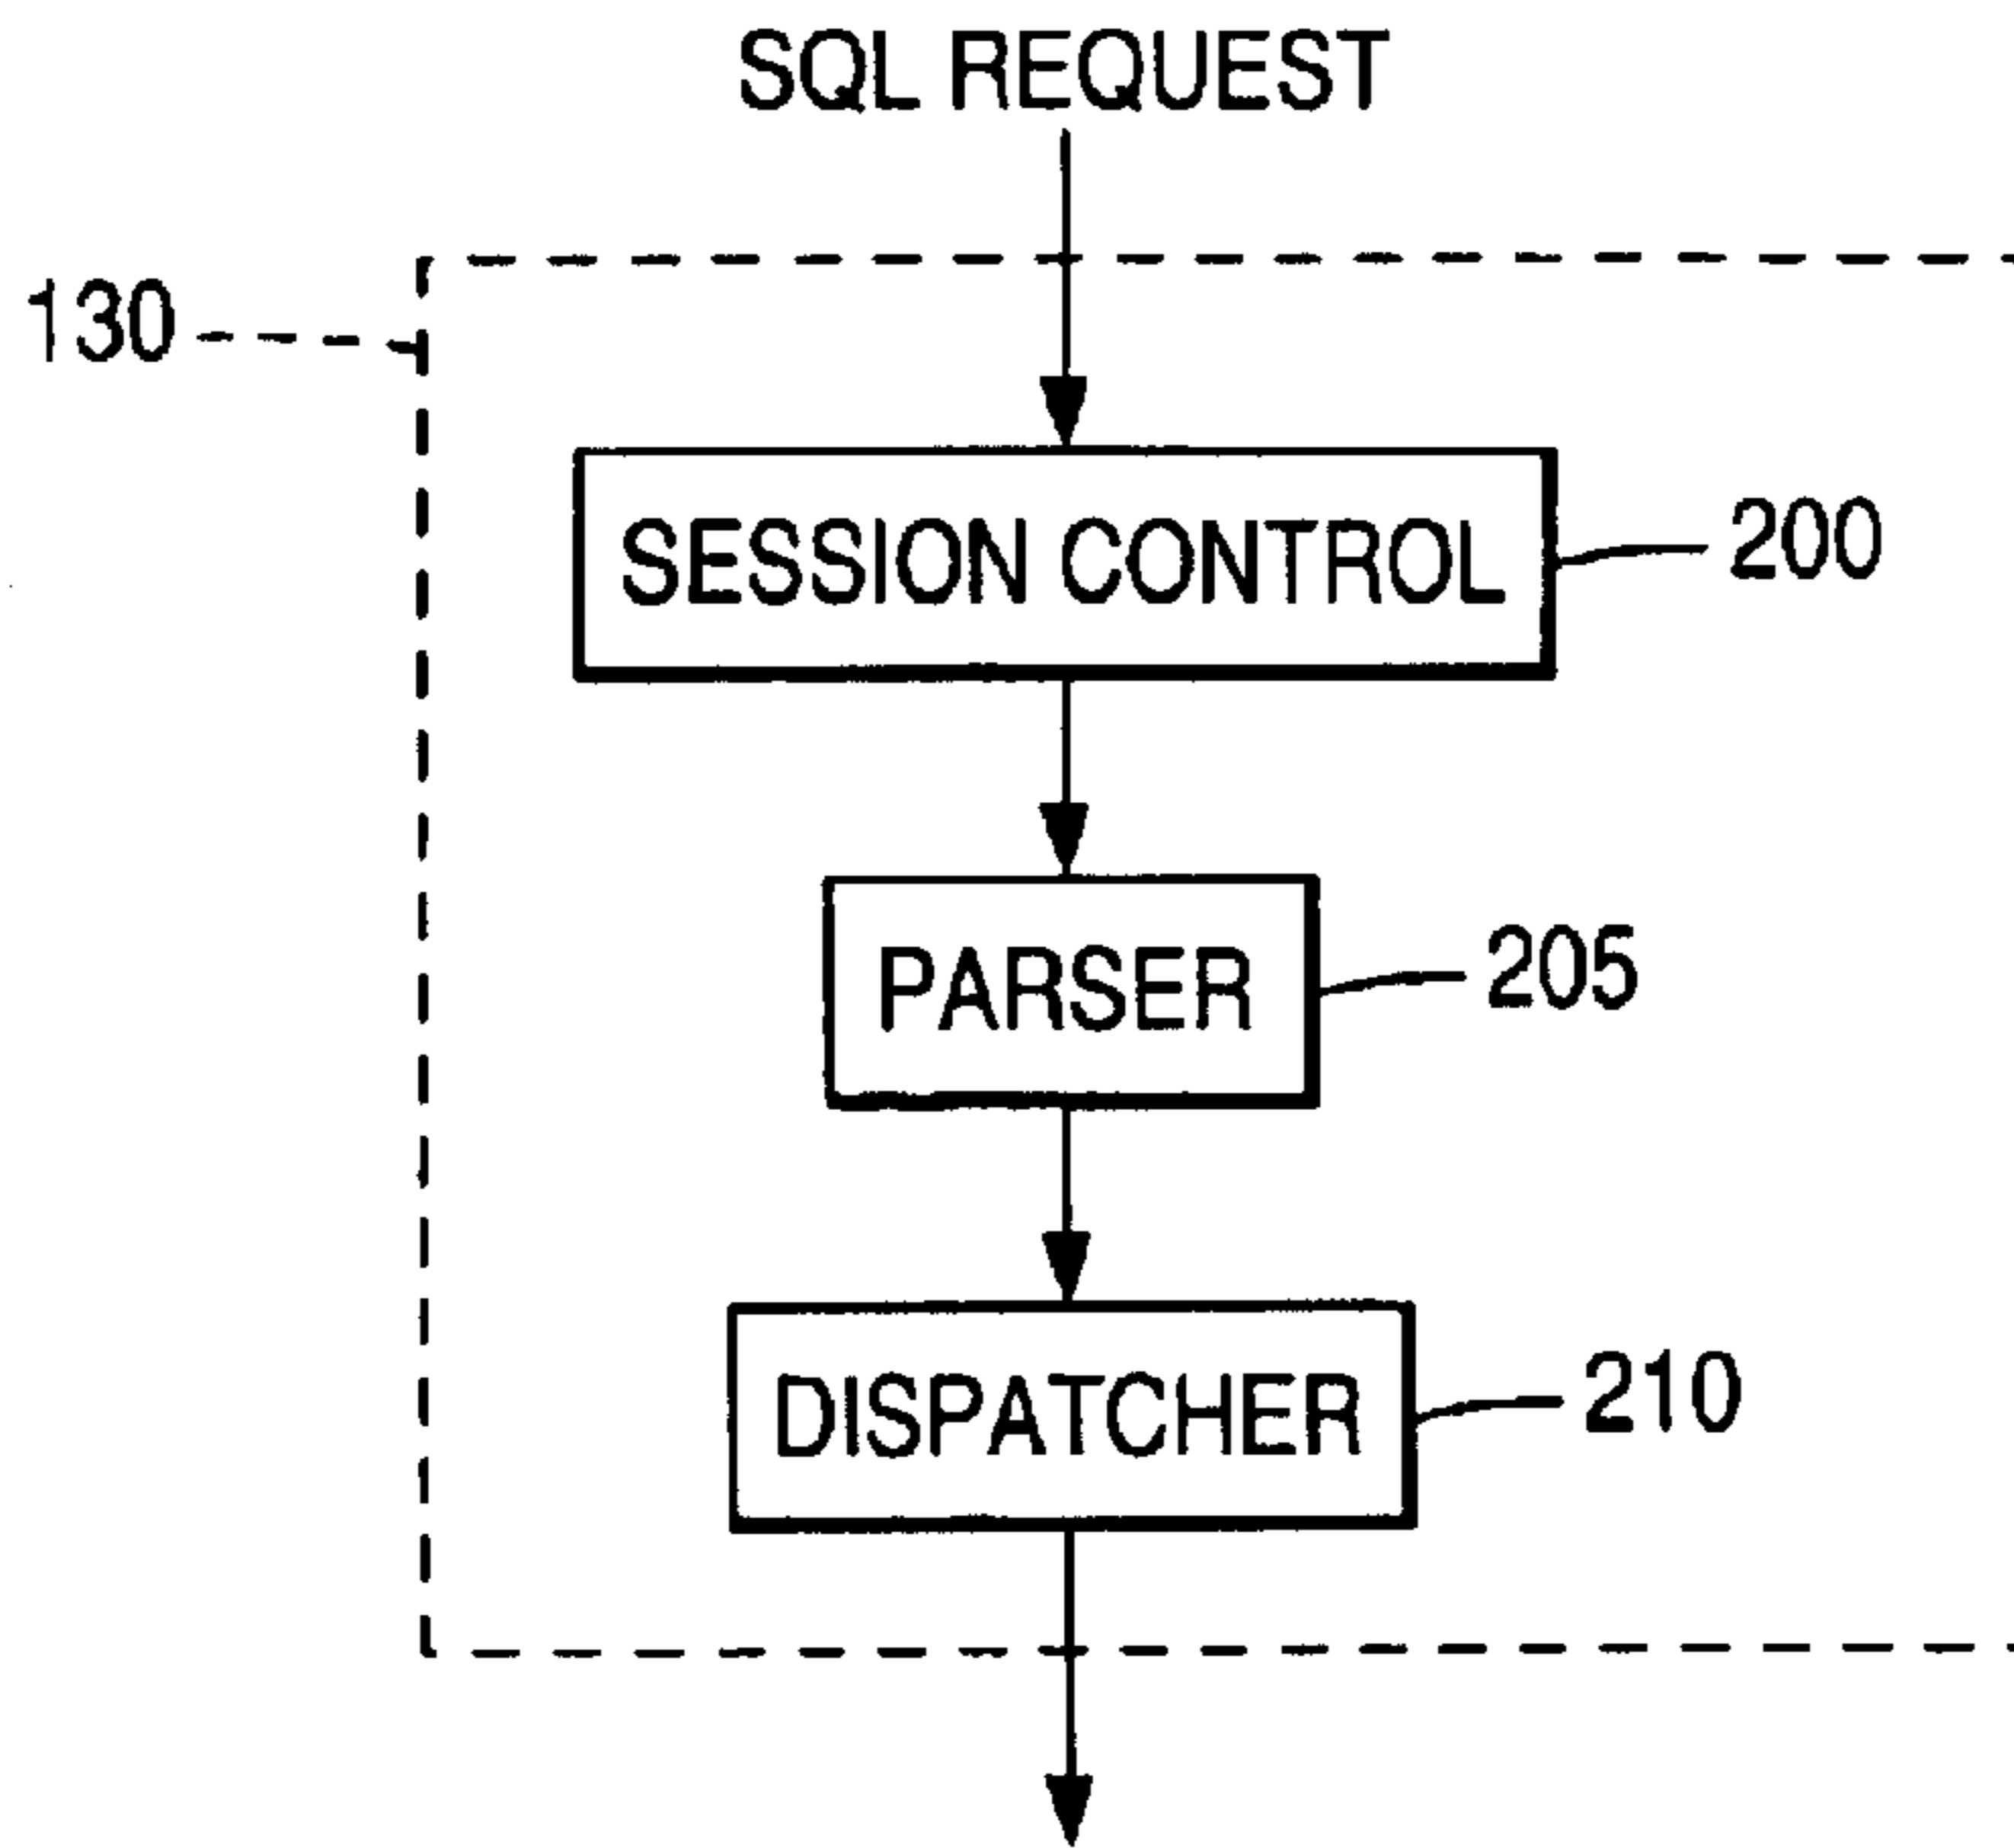 SQL REQUEST
130
SESSION CONTROL
200
PARSER
205
DISPATCHER
210